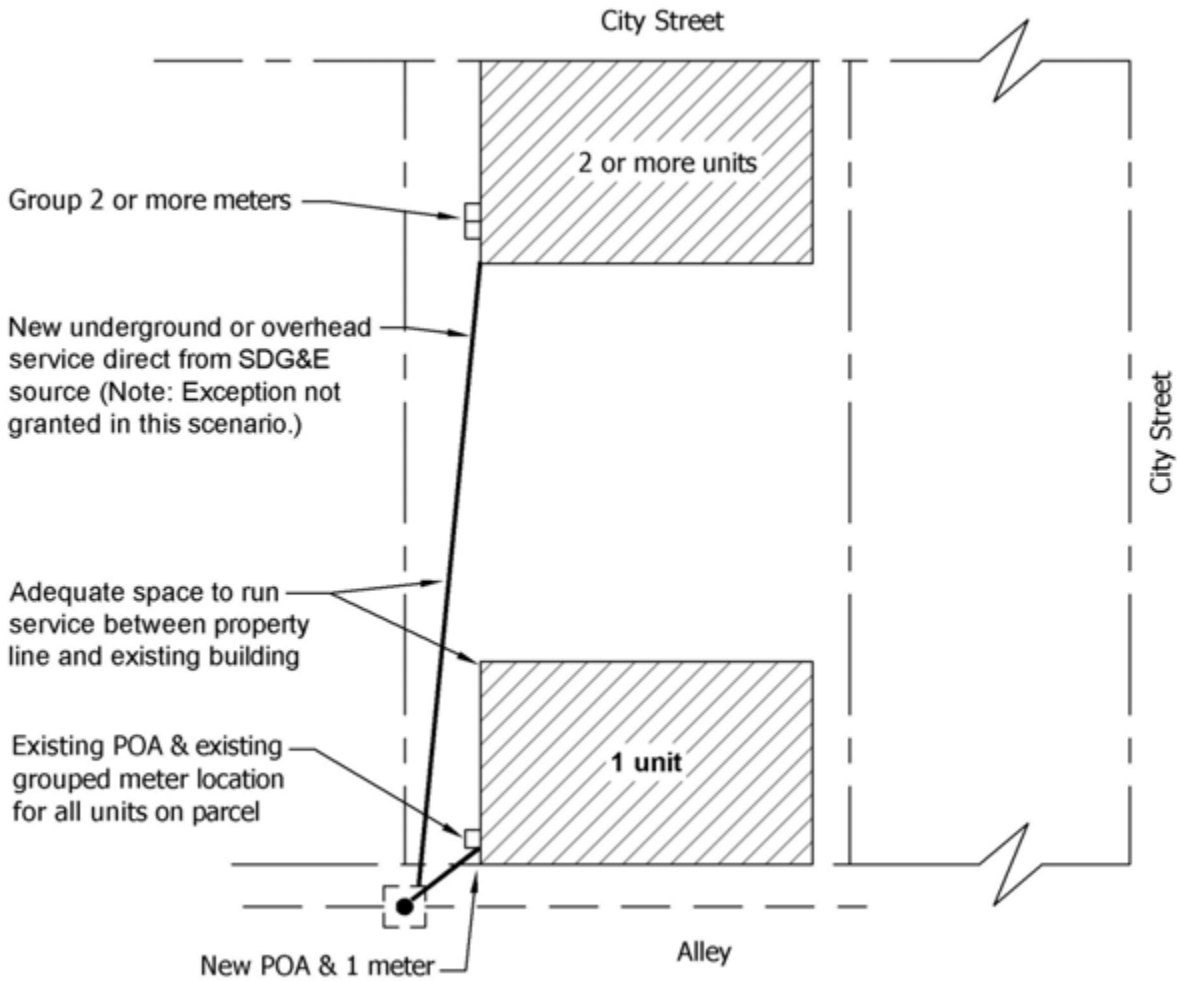 City Street
2 or more units
Group 2 or more meters
New underground or overhead
service direct from SDG&E
source (Note: Exception not
granted in this scenario.)
City Street
Adequate space to run
service between property
line and existing building
Existing POA & existing
grouped meter location
for all units on parcel
1 unit
New POA & 1 meter
Alley